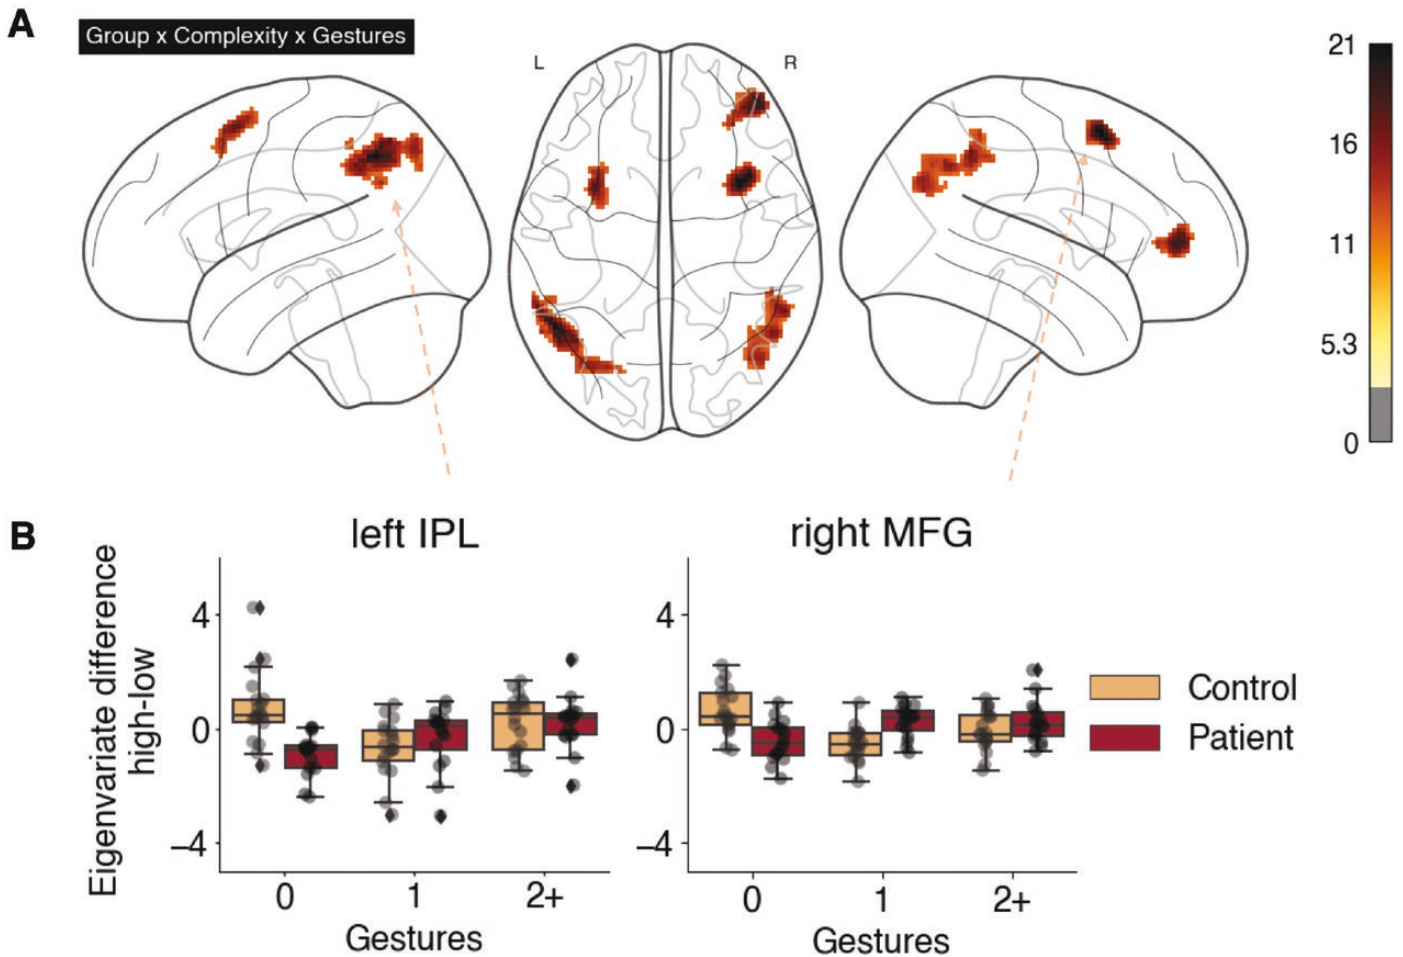 A
Group x Complexity x Gestures
L
R
21
16
11
5.3
0
B
left IPL
right MFG
Eigenvariate difference
high-low
4
0
−4
4
0
−4
Control
Patient
0
1
2+
0
1
2+
Gestures
Gestures